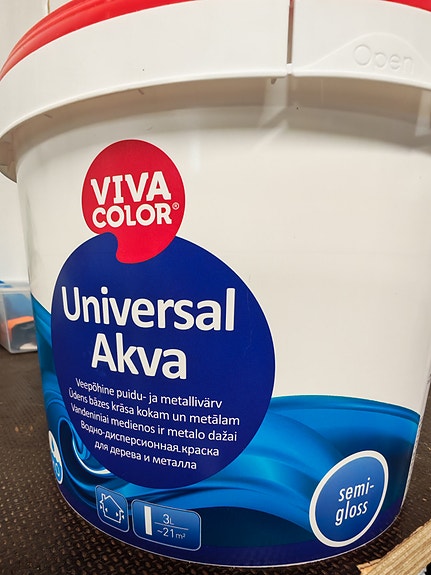 Open
VIVA
COLOR®
Universal
Akva
Veepõhine puidu- ja metallivärv
Ūdens bāzes krāsa kokam un metālam
Vandeniniai medienos ir metalo dažai
Водно-дисперсионная краска
для дерева и металла
3L
~21m²
semi-
gloss